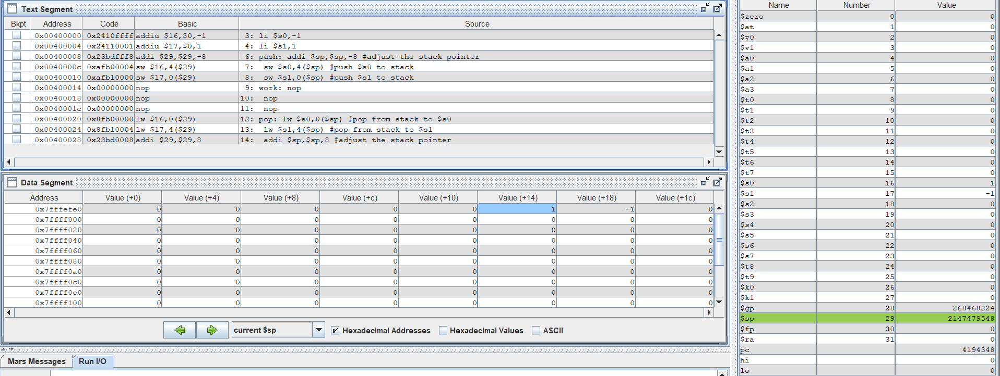 Text Segment
Bkpt Address Code Basic Source
0x00400000 0x2410ffff addiu $16,$0,-1 3: li $s0,-1
0x00400004 0x24110001 addiu $17,$0,1 4: li $s1,1
0x00400008 0x23bdfff8 addi $29,$29,-8 6: push: addi $sp,$sp,-8 #adjust the stack pointer
0x0040000c 0xafb00004 sw $16,4($29) 7: sw $s0,4($sp) #push $s0 to stack
0x00400010 0xafb10000 sw $17,0($29) 8: sw $s1,0($sp) #push $s1 to stack
0x00400014 0x00000000 nop 9: work: nop
0x00400018 0x00000000 nop 10: nop
0x0040001c 0x00000000 nop 11: nop
0x00400020 0x8fb00000 lw $16,0($29) 12: pop: lw $s0,0($sp) #pop from stack to $s0
0x00400024 0x8fb10004 lw $17,4($29) 13: lw $s1,4($sp) #pop from stack to $s1
0x00400028 0x23bd0008 addi $29,$29,8 14: addi $sp,$sp,8 #adjust the stack pointer
Data Segment
Address Value (+0) Value (+4) Value (+8) Value (+c) Value (+10) Value (+14) Value (+18) Value (+1c)
0x7fffefe0 0 0 0 0 0 1 -1 0
0x7ffff000 0 0 0 0 0 0 0 0
0x7ffff020 0 0 0 0 0 0 0 0
0x7ffff040 0 0 0 0 0 0 0 0
0x7ffff060 0 0 0 0 0 0 0 0
0x7ffff080 0 0 0 0 0 0 0 0
0x7ffff0a0 0 0 0 0 0 0 0 0
0x7ffff0c0 0 0 0 0 0 0 0 0
0x7ffff0e0 0 0 0 0 0 0 0 0
0x7ffff100 0 0 0 0 0 0 0 0
current $sp Hexadecimal Addresses Hexadecimal Values ASCII
Mars Messages Run I/O
Name Number Value
$zero 0 0
$at 1 0
$v0 2 0
$v1 3 0
$a0 4 0
$a1 5 0
$a2 6 0
$a3 7 0
$t0 8 0
$t1 9 0
$t2 10 0
$t3 11 0
$t4 12 0
$t5 13 0
$t6 14 0
$t7 15 0
$s0 16 1
$s1 17 -1
$s2 18 0
$s3 19 0
$s4 20 0
$s5 21 0
$s6 22 0
$s7 23 0
$t8 24 0
$t9 25 0
$k0 26 0
$k1 27 0
$gp 28 268468224
$sp 29 2147479548
$fp 30 0
$ra 31 0
pc 4194348
hi 0
lo 0